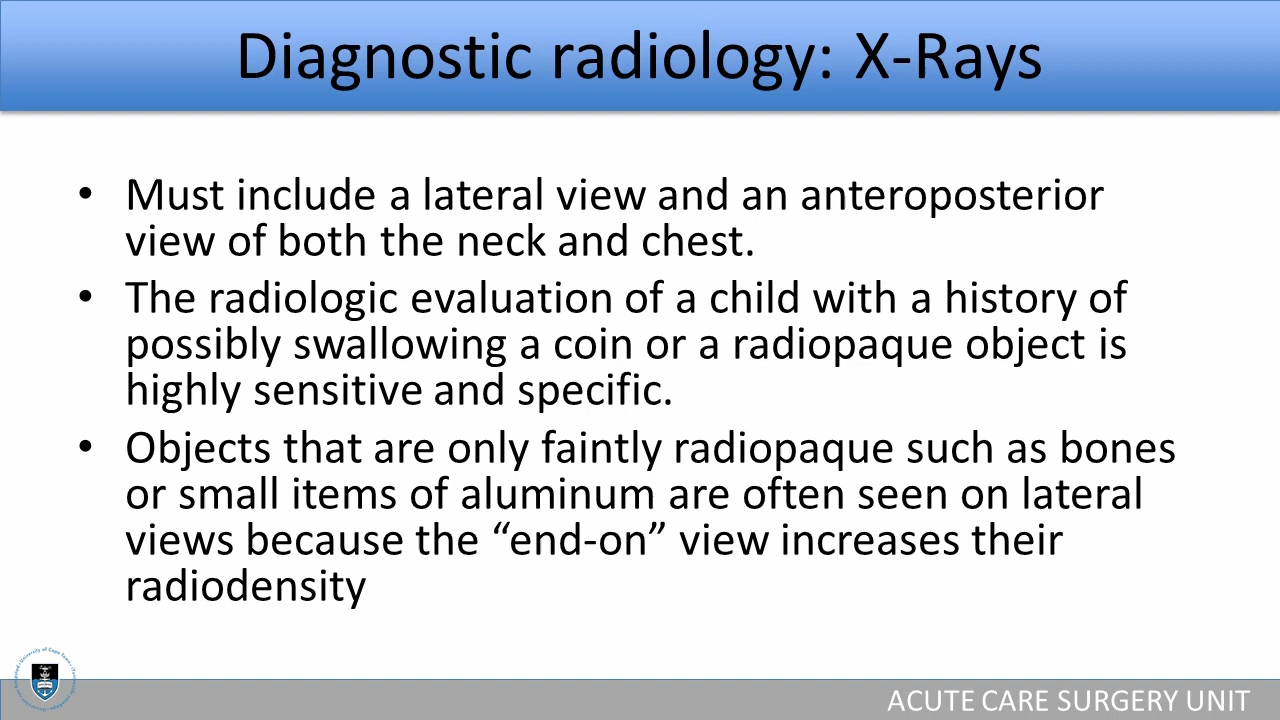 Diagnostic radiology: X-Rays
• Must include a lateral view and an anteroposterior
view of both the neck and chest.
• The radiologic evaluation of a child with a history of
possibly swallowing a coin or a radiopaque object is
highly sensitive and specific.
• Objects that are only faintly radiopaque such as bones
or small items of aluminum are often seen on lateral
views because the “end-on” view increases their
radiodensity
ACUTE CARE SURGERY UNIT